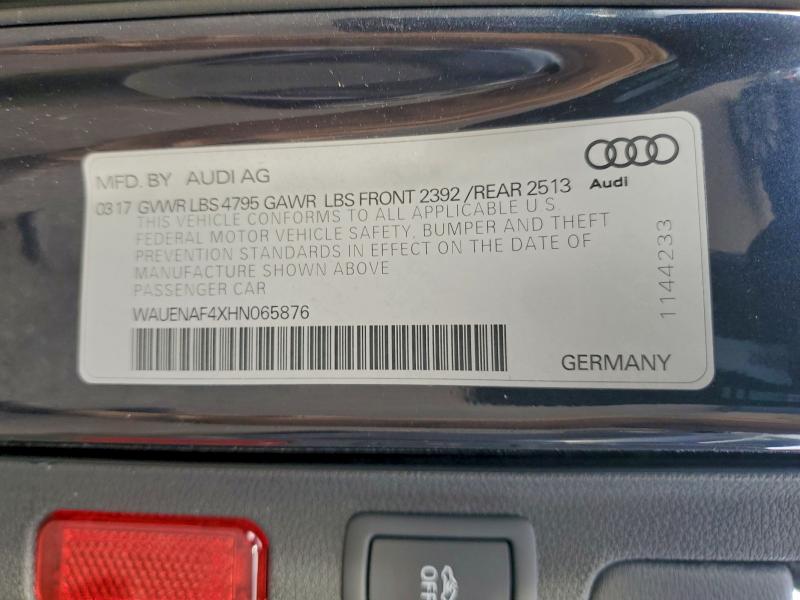 MFD. BY AUDI AG
Audi
03 17 GVWR LBS 4795 GAWR LBS FRONT 2392 /REAR 2513
THIS VEHICLE CONFORMS TO ALL APPLICABLE U S
FEDERAL MOTOR VEHICLE SAFETY, BUMPER AND THEFT
PREVENTION STANDARDS IN EFFECT ON THE DATE OF
MANUFACTURE SHOWN ABOVE
PASSENGER CAR
WAUENAF4XHN065876
1144233
GERMANY
OFF